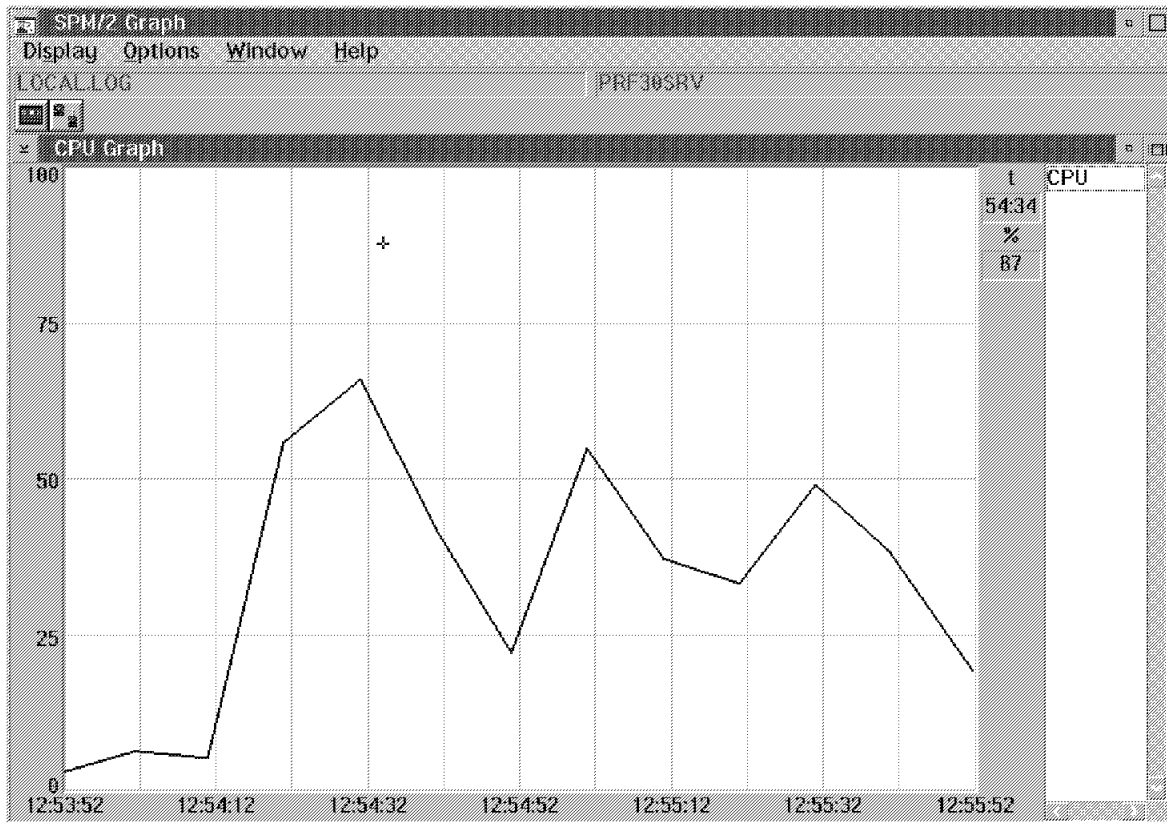 SPM/2 Graph
Display Options Window Help
LOCAL.LOG PRF30SRV
CPU Graph
100
75
50
25
0
12:53:52 12:54:12 12:54:32 12:54:52 12:55:12 12:55:32 12:55:52
t
54:34
%
87
CPU